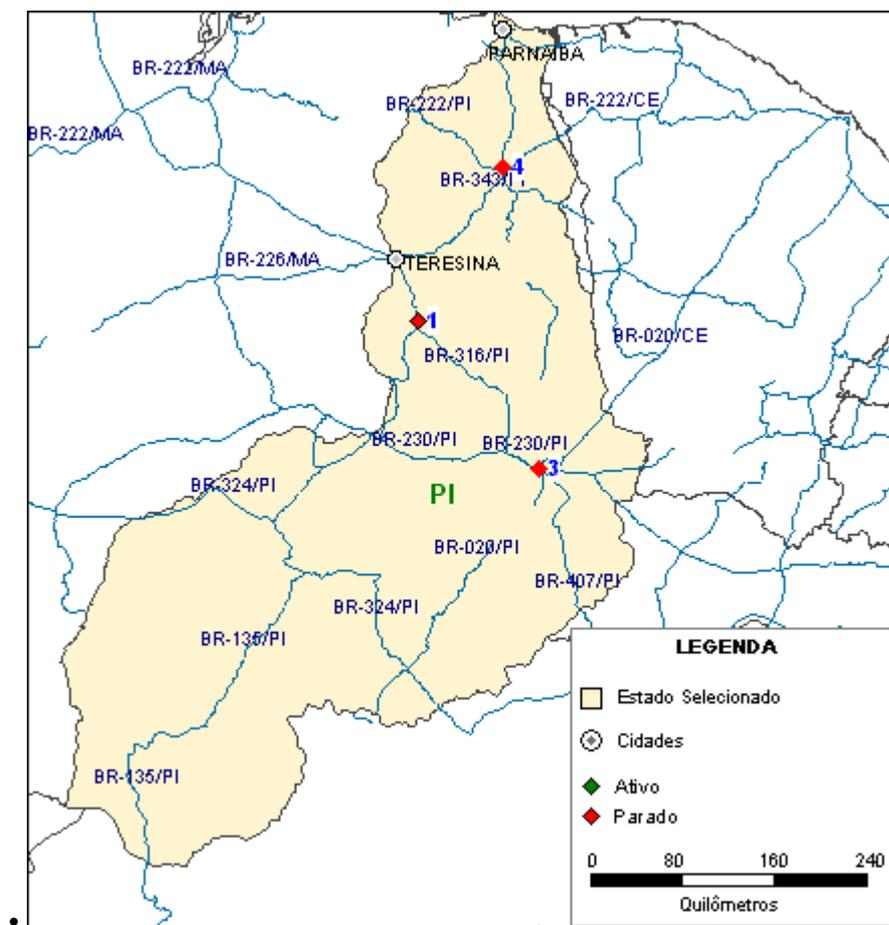 PARNAÍBA
BR-222/MA
BR-222/PI
BR-222/CE
BR-222/MA
4
BR-343/
BR-226/MA
TERESINA
1
BR-020/CE
BR-316/PI
BR-230/PI
BR-230/PI
3
BR-324/PI
PI
BR-020/PI
BR-407/PI
BR-324/PI
BR-135/PI
BR-135/PI
LEGENDA
Estado Selecionado
Cidades
Ativo
Parado
0 80 160 240
Quilômetros